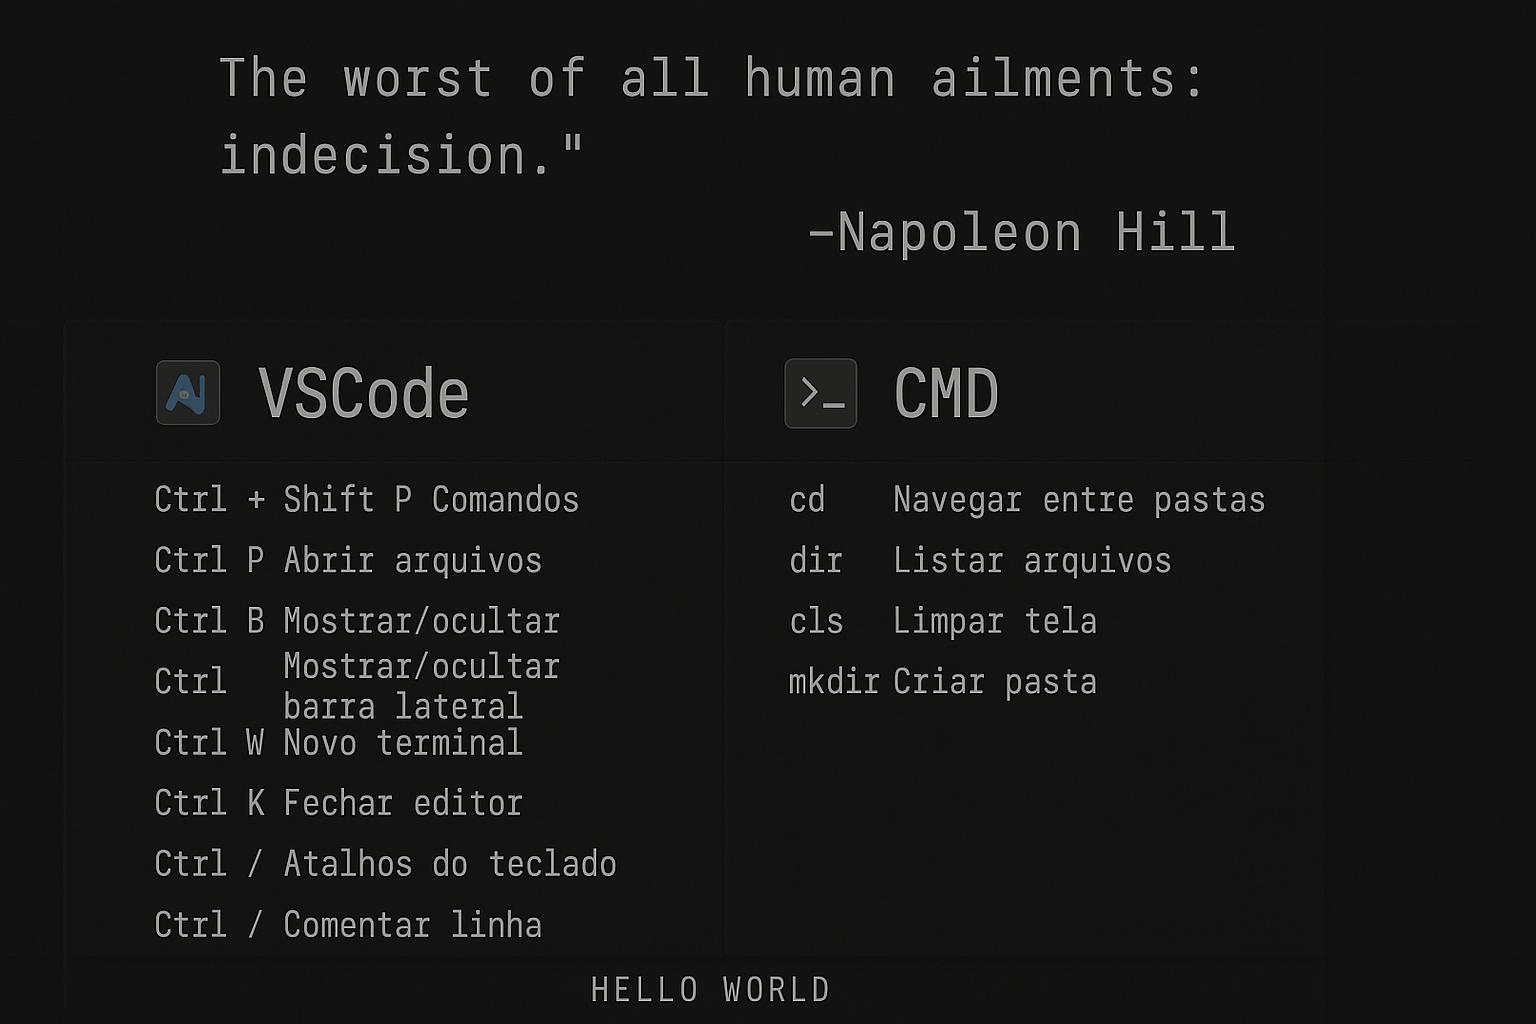 The worst of all human ailments:
indecision."
–Napoleon Hill
VSCode
Ctrl + Shift P Comandos
Ctrl P Abrir arquivos
Ctrl B Mostrar/ocultar
Ctrl Mostrar/ocultar
barra lateral
Ctrl W Novo terminal
Ctrl K Fechar editor
Ctrl / Atalhos do teclado
Ctrl / Comentar linha
>_ CMD
cd Navegar entre pastas
dir Listar arquivos
cls Limpar tela
mkdir Criar pasta
HELLO WORLD